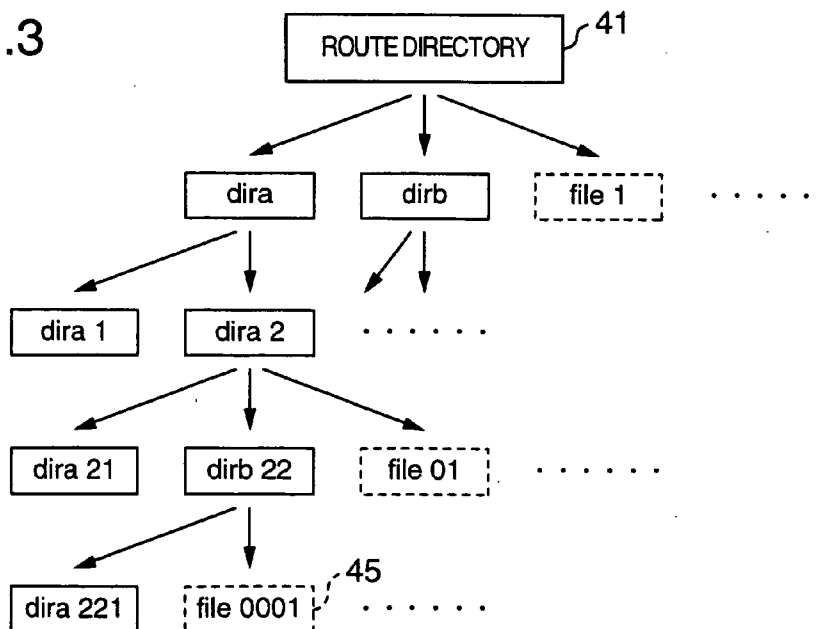 .3
ROUTE DIRECTORY 41
dira dirb file 1 . . . . .
dira 1 dira 2 . . . . . .
dira 21 dirb 22 file 01 . . . . . .
dira 221 file 0001 45 . . . . . .